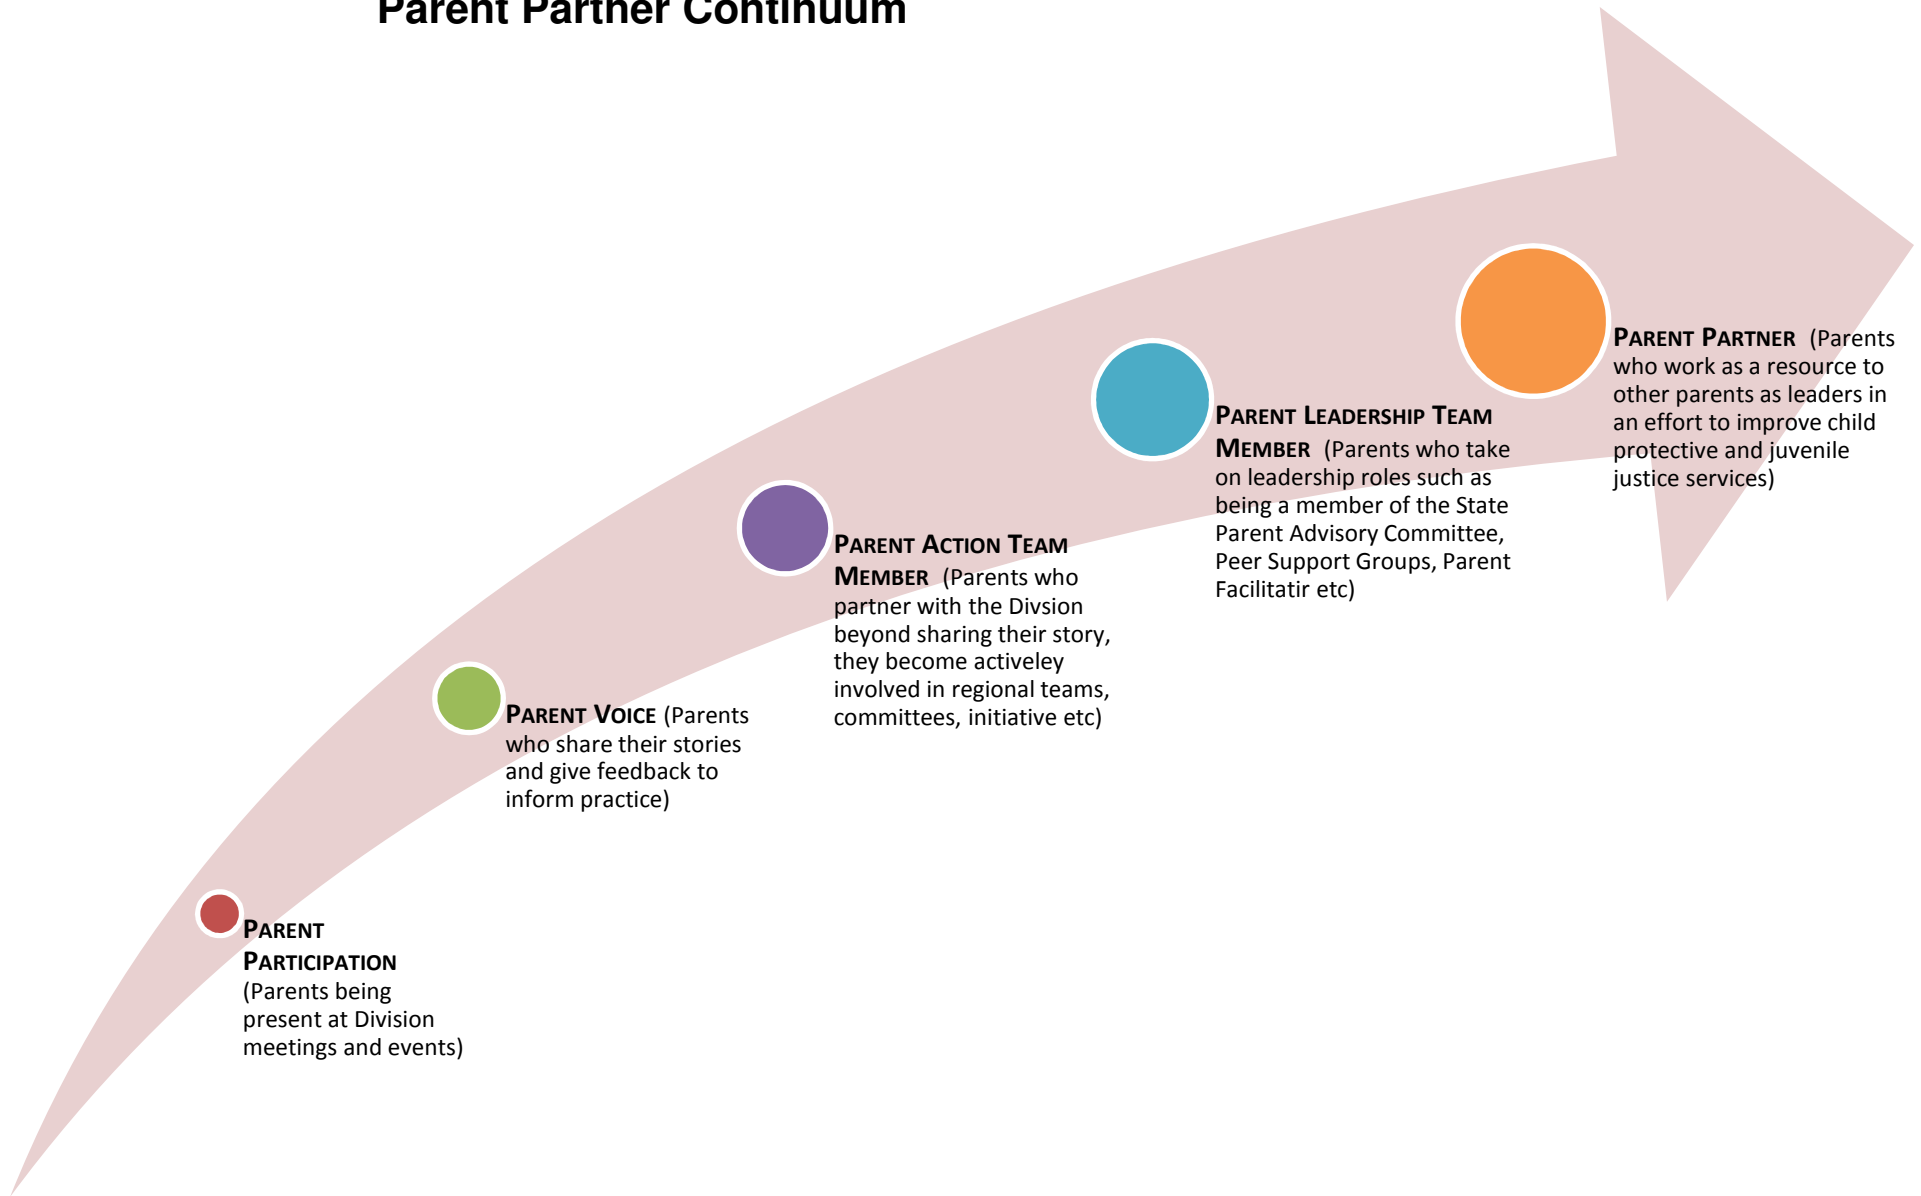 Parent Partner Continuum
PARENT PARTICIPATION
(Parents being
present at Division
meetings and events)
PARENT VOICE (Parents
who share their stories
and give feedback to
inform practice)
PARENT ACTION TEAM
MEMBER (Parents who
partner with the Divsion
beyond sharing their story,
they become activeley
involved in regional teams,
committees, initiative etc)
PARENT LEADERSHIP TEAM
MEMBER (Parents who take
on leadership roles such as
being a member of the State
Parent Advisory Committee,
Peer Support Groups, Parent
Facilitatir etc)
PARENT PARTNER (Parents
who work as a resource to
other parents as leaders in
an effort to improve child
protective and juvenile
justice services)